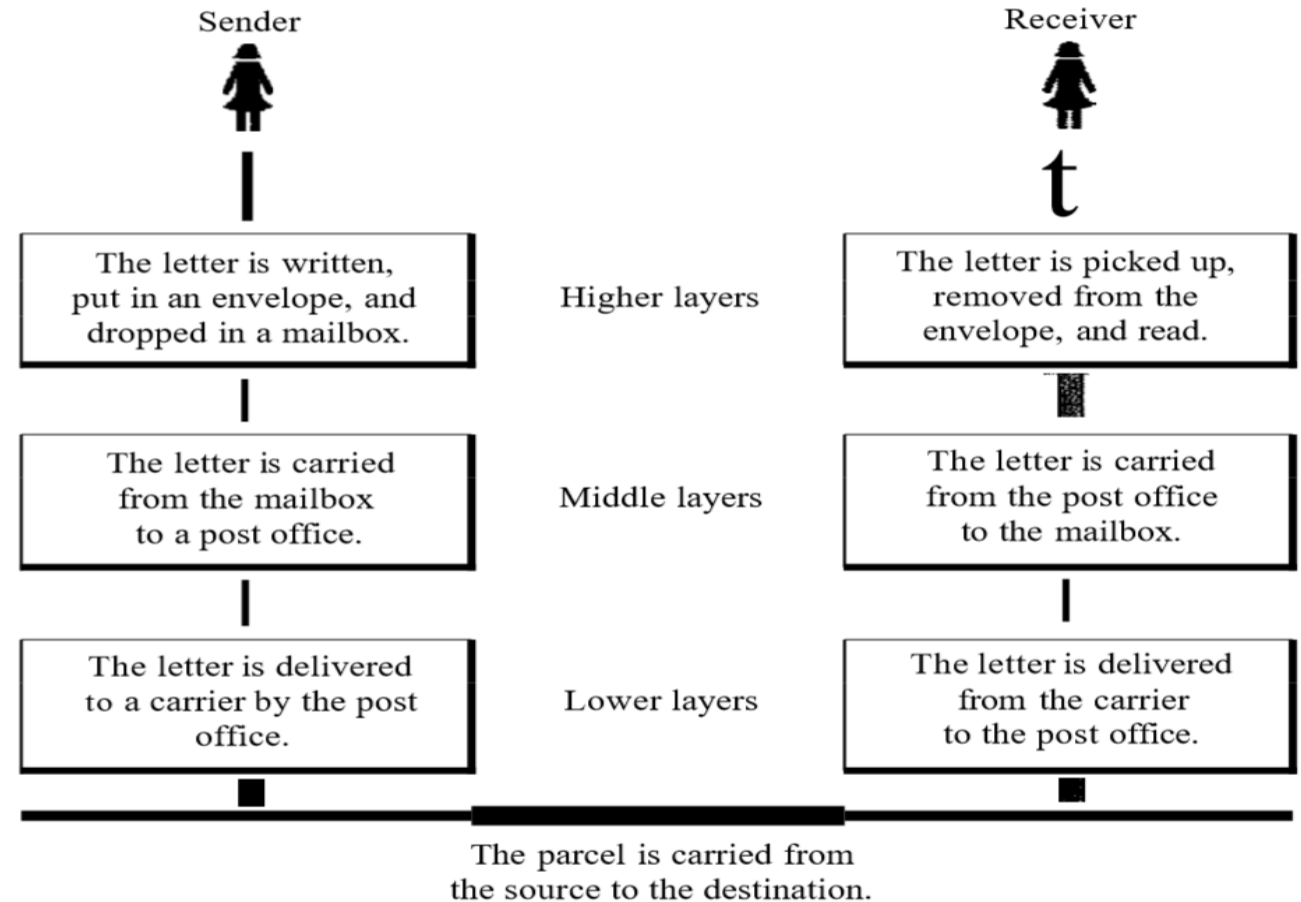 Sender
Receiver
t
The letter is written,
put in an envelope, and
dropped in a mailbox.
Higher layers
The letter is picked up,
removed from the
envelope, and read.
The letter is carried
from the mailbox
to a post office.
Middle layers
The letter is carried
from the post office
to the mailbox.
The letter is delivered
to a carrier by the post
office.
Lower layers
The letter is delivered
from the carrier
to the post office.
The parcel is carried from
the source to the destination.